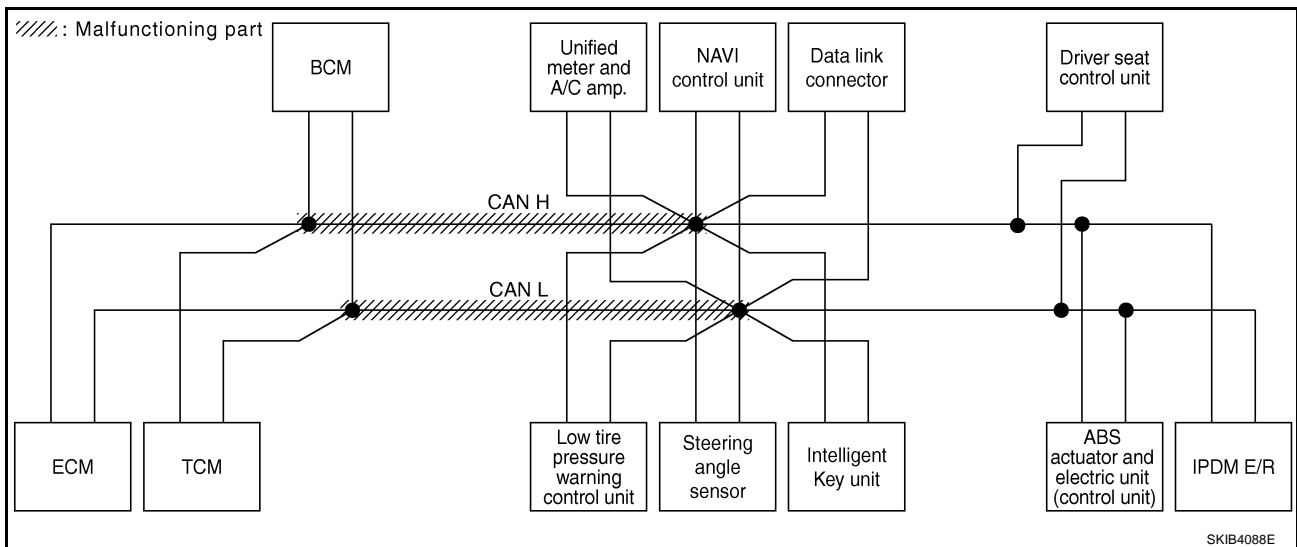 : Malfunctioning part
BCM
Unified
meter and
A/C amp.
NAVI
control unit
Data link
connector
Driver seat
control unit
CAN H
CAN L
ECM
TCM
Low tire
pressure
warning
control unit
Steering
angle
sensor
Intelligent
Key unit
ABS
actuator and
electric unit
(control unit)
IPDM E/R
SKIB4088E